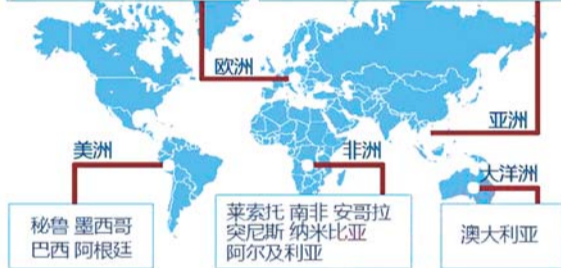 欧洲
亚洲
美洲
非洲
大洋洲
秘鲁 墨西哥
巴西 阿根廷
莱索托 南非 安哥拉
突尼斯 纳米比亚
阿尔及利亚
澳大利亚